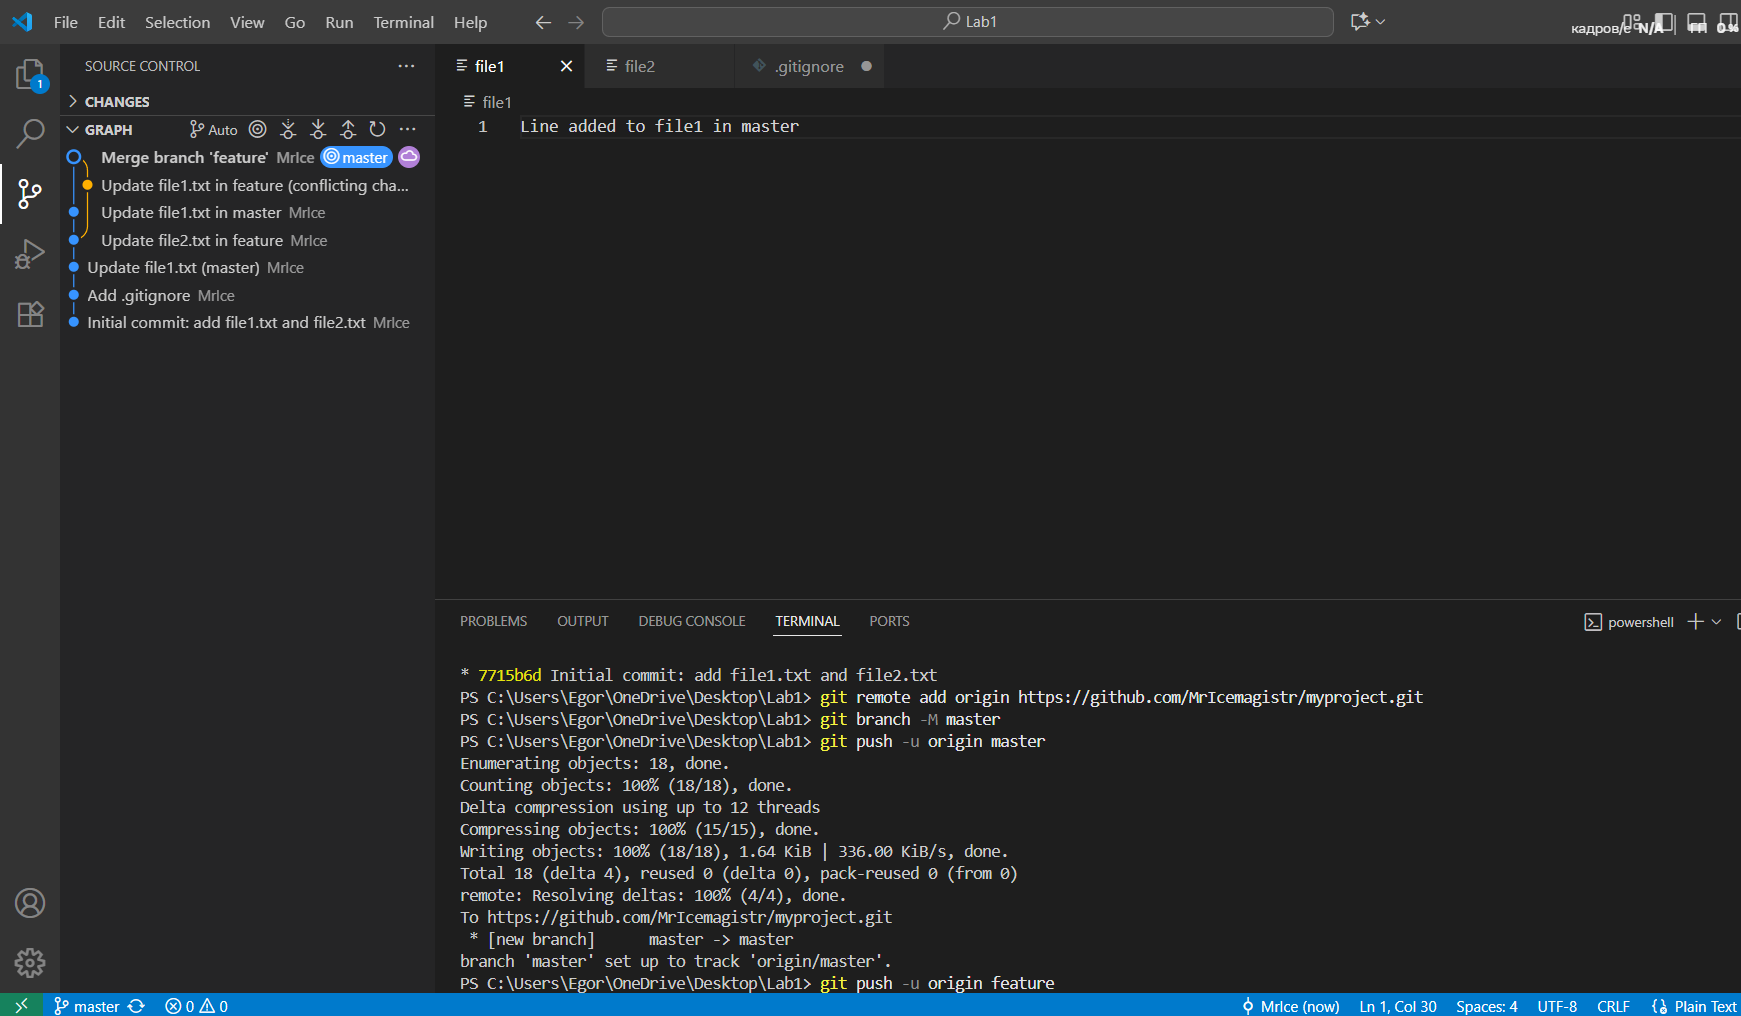 File Edit Selection View Go Run Terminal Help
Lab1
кадров/с N/A ГП 0 %
1
SOURCE CONTROL
CHANGES
GRAPH Auto
Merge branch 'feature' MrIce master
Update file1.txt in feature (conflicting cha...
Update file1.txt in master MrIce
Update file2.txt in feature MrIce
Update file1.txt (master) MrIce
Add .gitignore MrIce
Initial commit: add file1.txt and file2.txt MrIce
file1 file2 .gitignore
file1
1 Line added to file1 in master
PROBLEMS OUTPUT DEBUG CONSOLE TERMINAL PORTS
powershell
* 7715b6d Initial commit: add file1.txt and file2.txt
PS C:\Users\Egor\OneDrive\Desktop\Lab1> git remote add origin https://github.com/MrIcemagistr/myproject.git
PS C:\Users\Egor\OneDrive\Desktop\Lab1> git branch -M master
PS C:\Users\Egor\OneDrive\Desktop\Lab1> git push -u origin master
Enumerating objects: 18, done.
Counting objects: 100% (18/18), done.
Delta compression using up to 12 threads
Compressing objects: 100% (15/15), done.
Writing objects: 100% (18/18), 1.64 KiB | 336.00 KiB/s, done.
Total 18 (delta 4), reused 0 (delta 0), pack-reused 0 (from 0)
remote: Resolving deltas: 100% (4/4), done.
To https://github.com/MrIcemagistr/myproject.git
* [new branch] master -> master
branch 'master' set up to track 'origin/master'.
PS C:\Users\Egor\OneDrive\Desktop\Lab1> git push -u origin feature
master 0 0
MrIce (now) Ln 1, Col 30 Spaces: 4 UTF-8 CRLF Plain Text